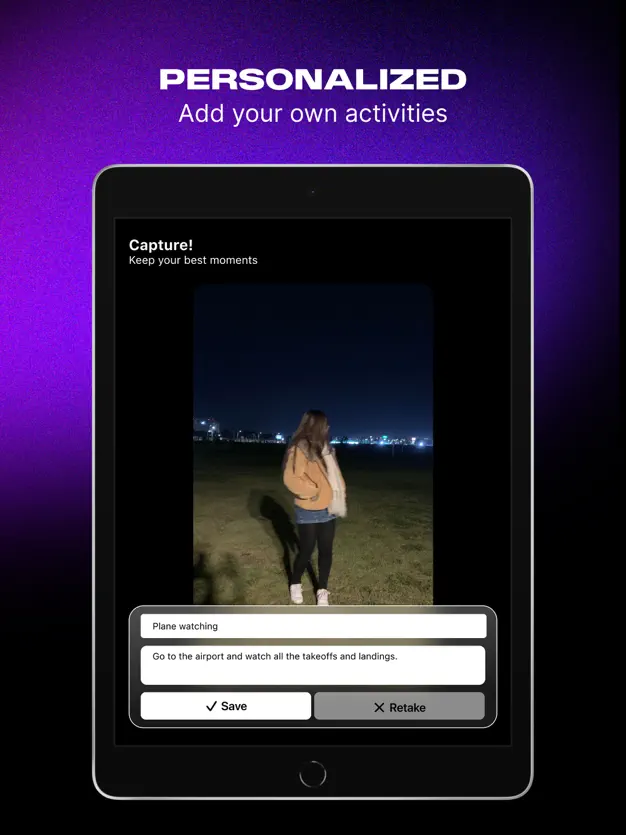 PERSONALIZED
Add your own activities
Capture!
Keep your best moments
Plane watching
Go to the airport and watch all the takeoffs and landings.
Save
Retake